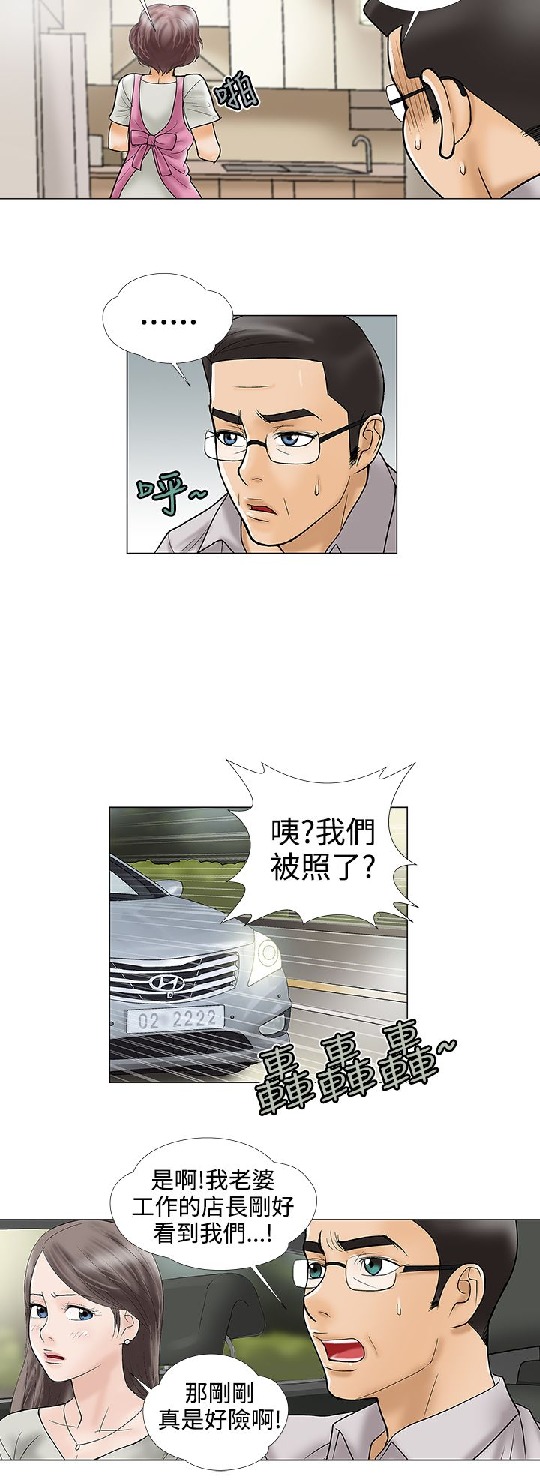 啪
……
呼~
咦?我們
被照了?
02 2222
轟轟轟~
是啊!我老婆
工作的店長剛好
看到我們...!
那剛剛
真是好險啊!